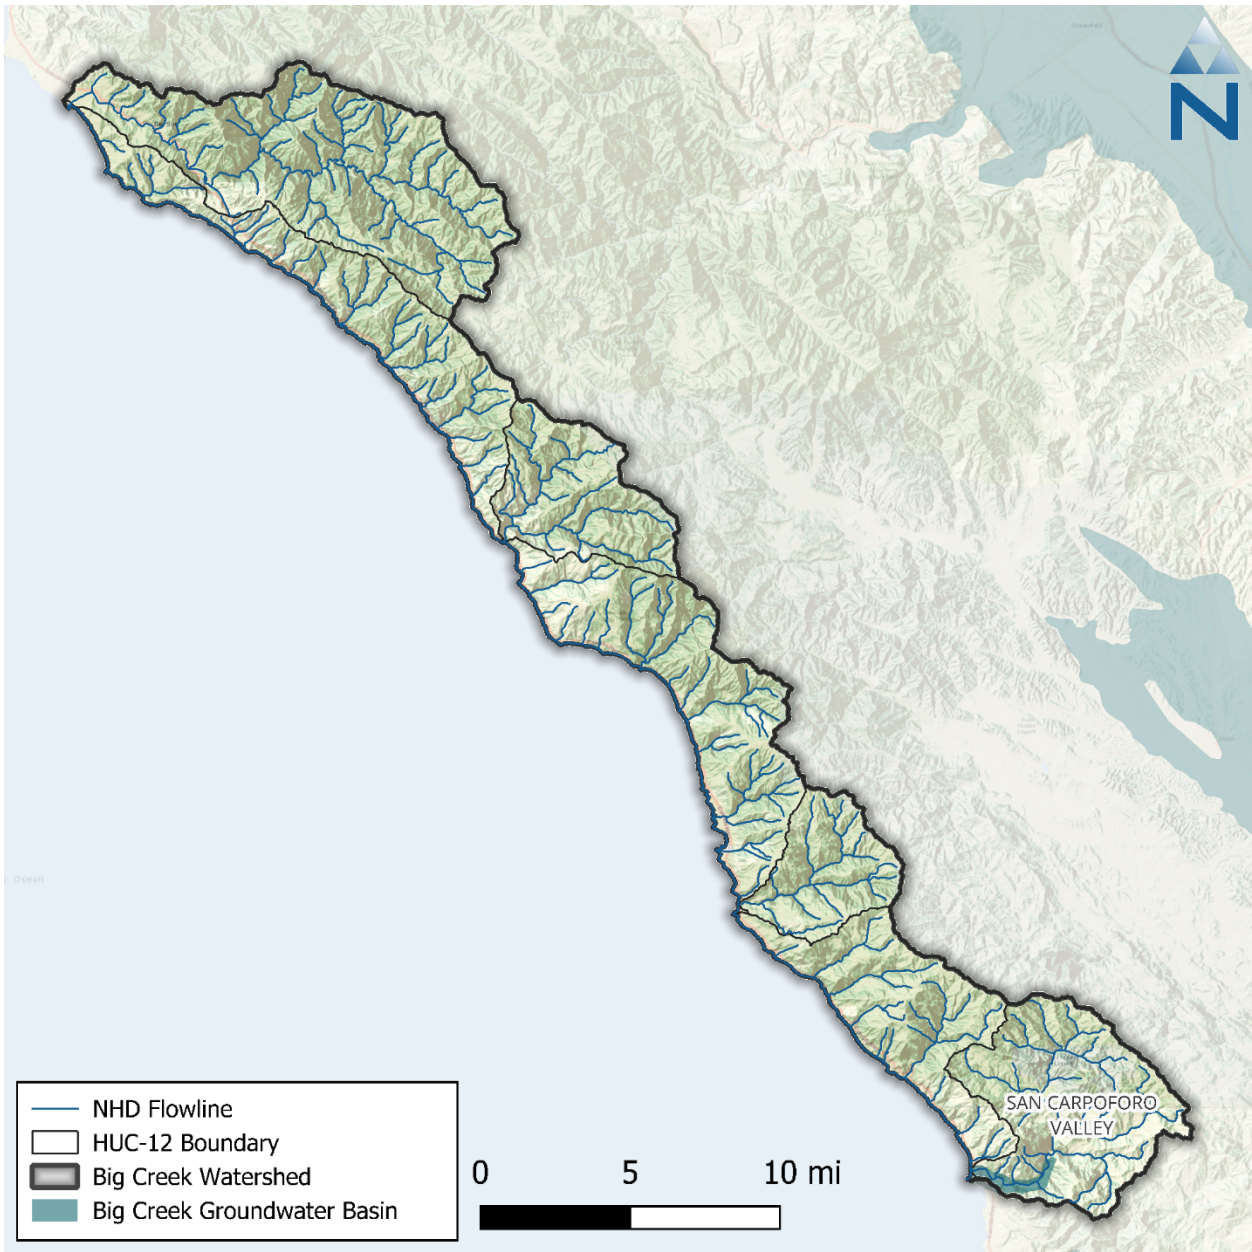 N
Ocean
SAN CARPOFORO
VALLEY
NHD Flowline
HUC-12 Boundary
Big Creek Watershed
Big Creek Groundwater Basin
0 5 10 mi